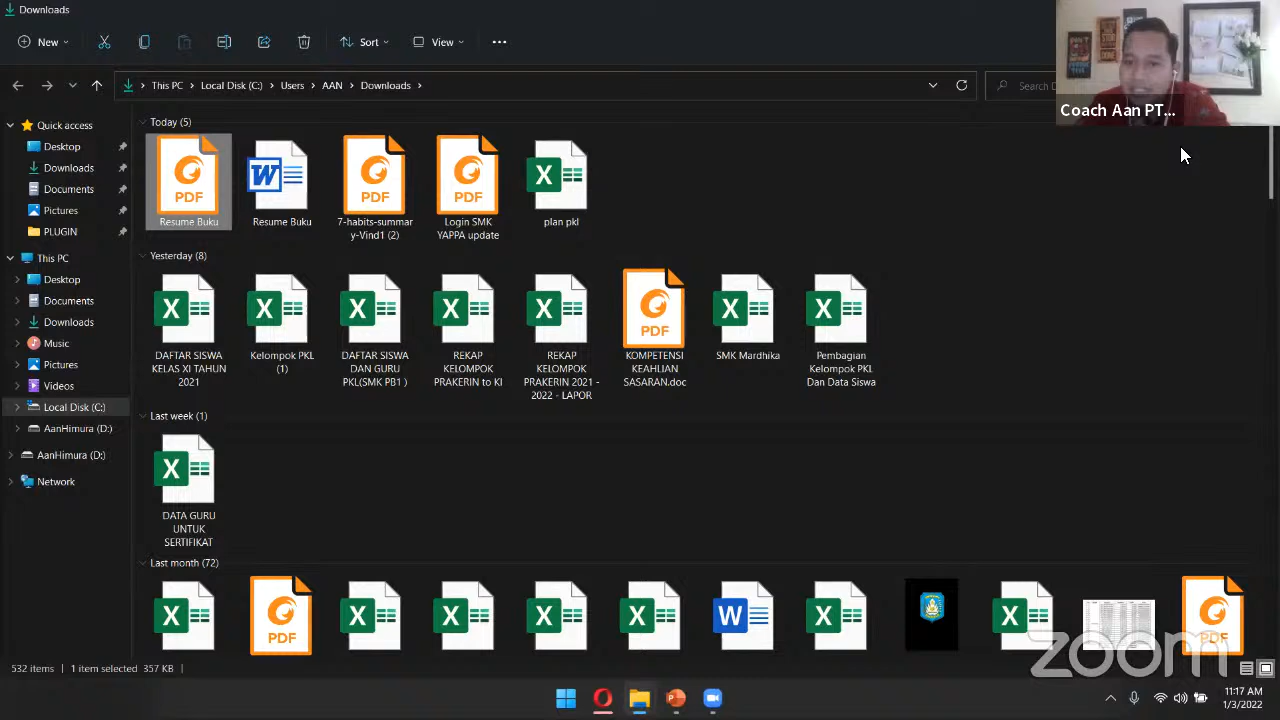 Downloads
New
Sort
View
This PC
Local Disk (C:)
Users
AAN
Downloads
Search D
Coach Aan PT...
Quick access
Desktop
Downloads
Documents
Pictures
PLUGIN
This PC
Desktop
Documents
Downloads
Music
Pictures
Videos
Local Disk (C:)
AanHimura (D:)
AanHimura (D:)
Network
Today (5)
PDF
W
PDF
PDF
X
Resume Buku
Resume Buku
7-habits-summar
y-Vind1 (2)
Login SMK
YAPPA update
plan pkl
Yesterday (8)
X
X
X
X
X
PDF
X
X
DAFTAR SISWA
KELAS XI TAHUN
2021
Kelompok PKL
(1)
DAFTAR SISWA
DAN GURU
PKL(SMK PB1 )
REKAP
KELOMPOK
PRAKERIN to KI
REKAP
KELOMPOK
PRAKERIN 2021 -
2022 - LAPOR
KOMPETENSI
KEAHLIAN
SASARAN.doc
SMK Mardhika
Pembagian
Kelompok PKL
Dan Data Siswa
Last week (1)
X
DATA GURU
UNTUK
SERTIFIKAT
Last month (72)
X
PDF
X
X
X
X
W
X
X
PDF
zoom
532 items
1 item selected 357 KB
11:17 AM
1/3/2022